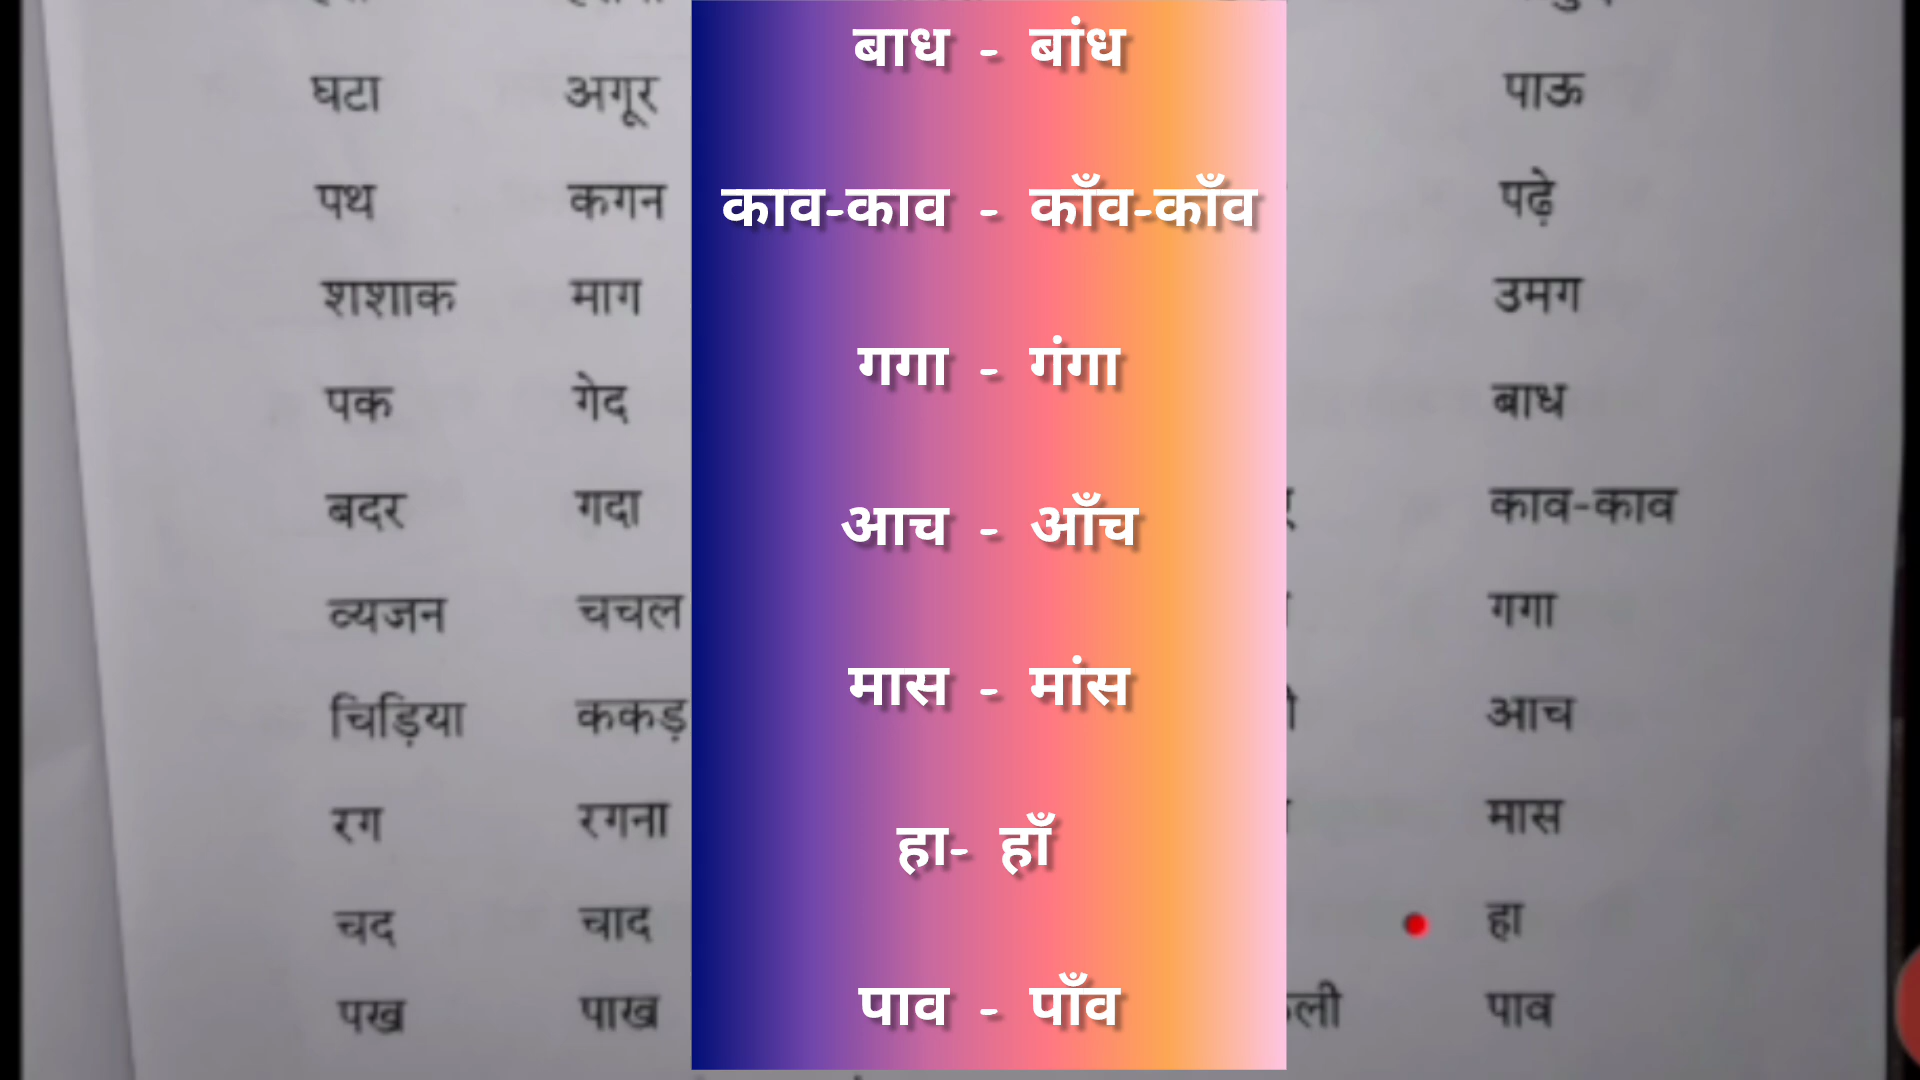 बाध - बांध
घटा अगूर पाऊ
पथ कगन काव-काव - काँव-काँव पढ़े
शशाक माग उमग
गगा - गंगा
पक गेद बाध
बदर गदा आच - आँच काव-काव
व्यजन चचल गगा
चिड़िया ककड़ मास - मांस आच
रग रगना हा- हाँ मास
चद चाद हा
पख पाख पाव - पाँव ली पाव